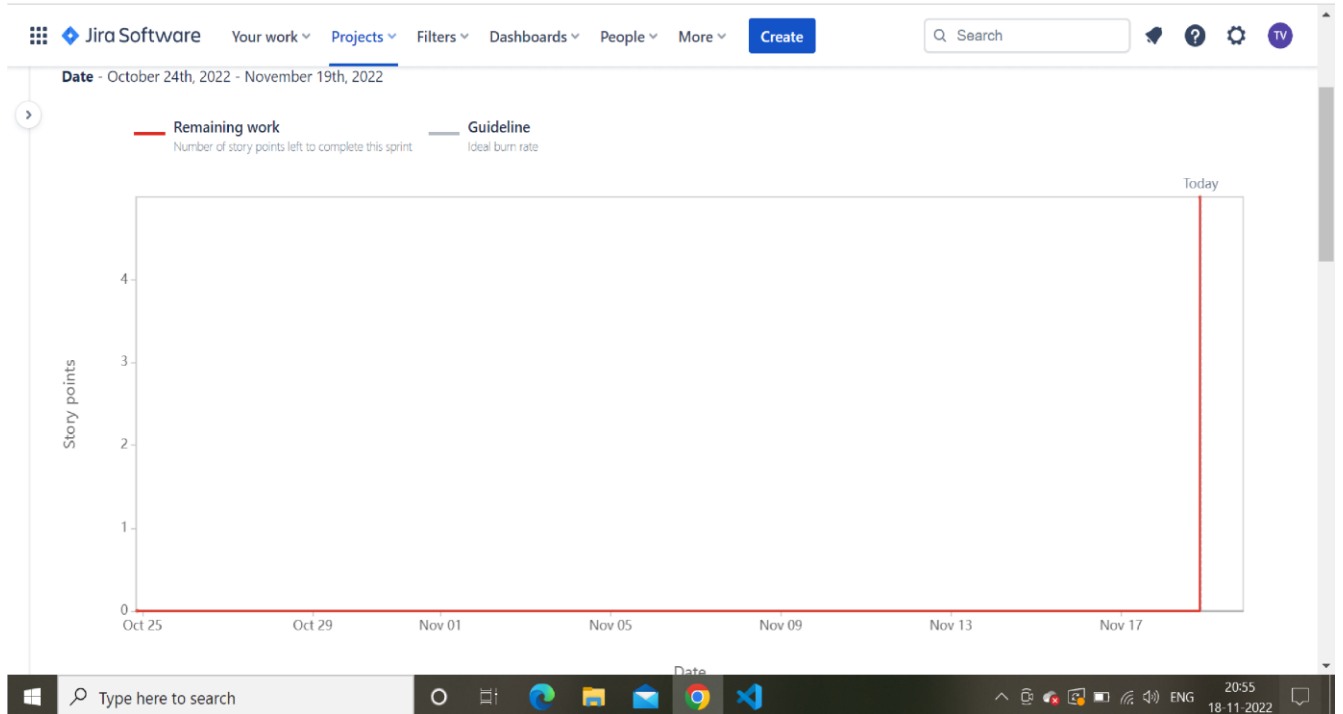 Jira Software Your work Projects Filters Dashboards People More Create Search TV
Date - October 24th, 2022 - November 19th, 2022
Remaining work
Number of story points left to complete this sprint
Guideline
Ideal burn rate
Today
4
3
2
1
0
Story points
Oct 25 Oct 29 Nov 01 Nov 05 Nov 09 Nov 13 Nov 17
Date
Type here to search ENG 20:55
18-11-2022